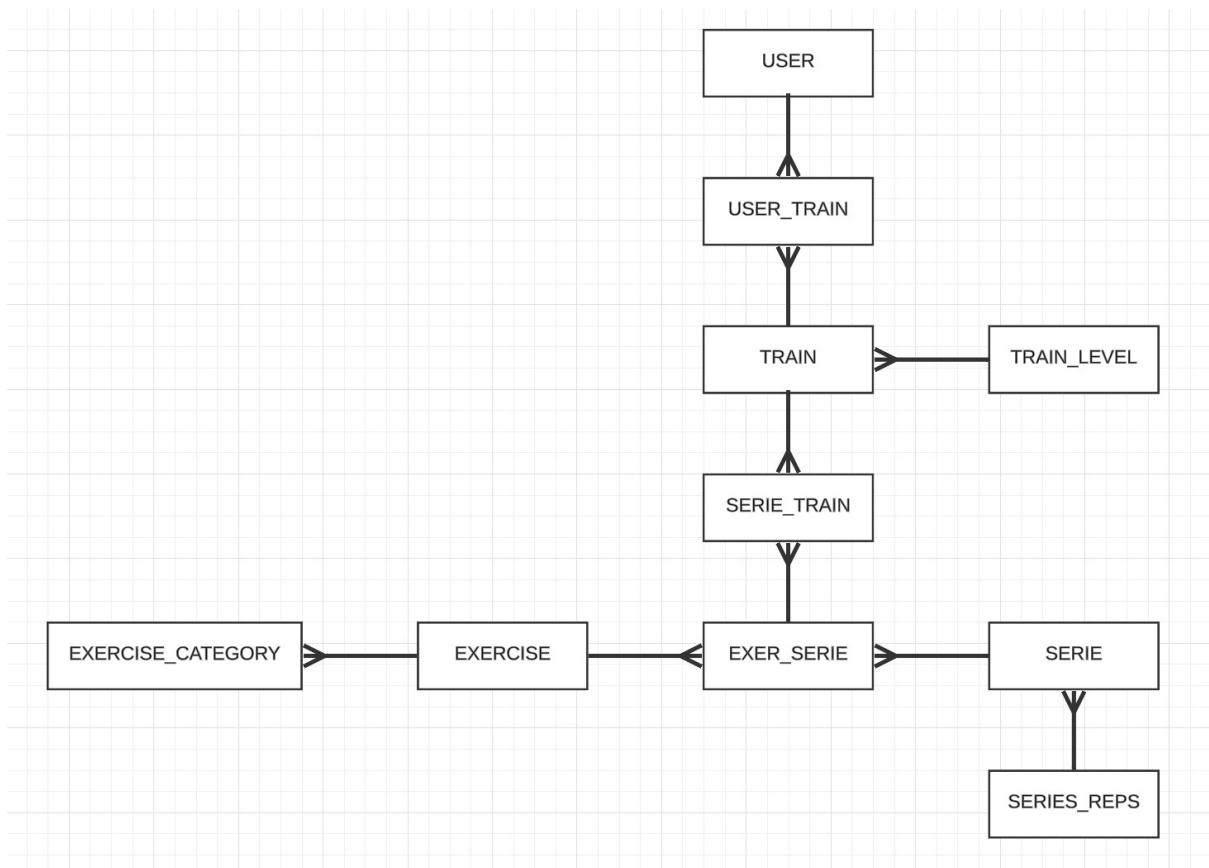 USER
USER_TRAIN
TRAIN
TRAIN_LEVEL
SERIE_TRAIN
EXERCISE_CATEGORY
EXERCISE
EXER_SERIE
SERIE
SERIES_REPS